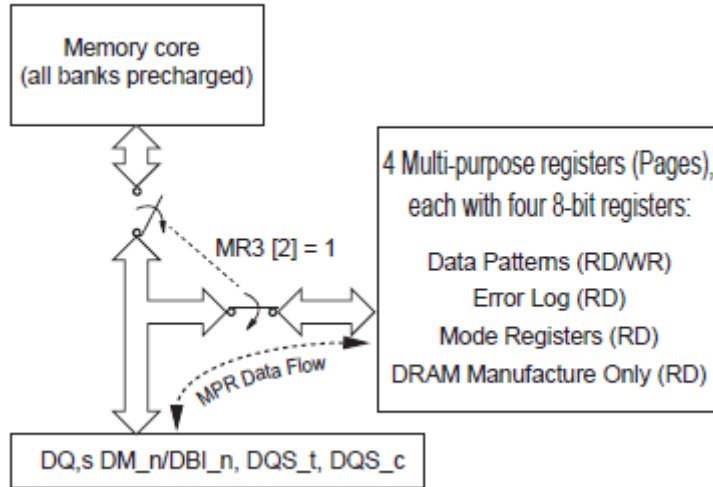 Memory core
(all banks precharged)
4 Multi-purpose registers (Pages),
each with four 8-bit registers:
Data Patterns (RD/WR)
Error Log (RD)
Mode Registers (RD)
DRAM Manufacture Only (RD)
MR3 [2] = 1
MPR Data Flow
DQ,s DM_n/DBI_n, DQS_t, DQS_c